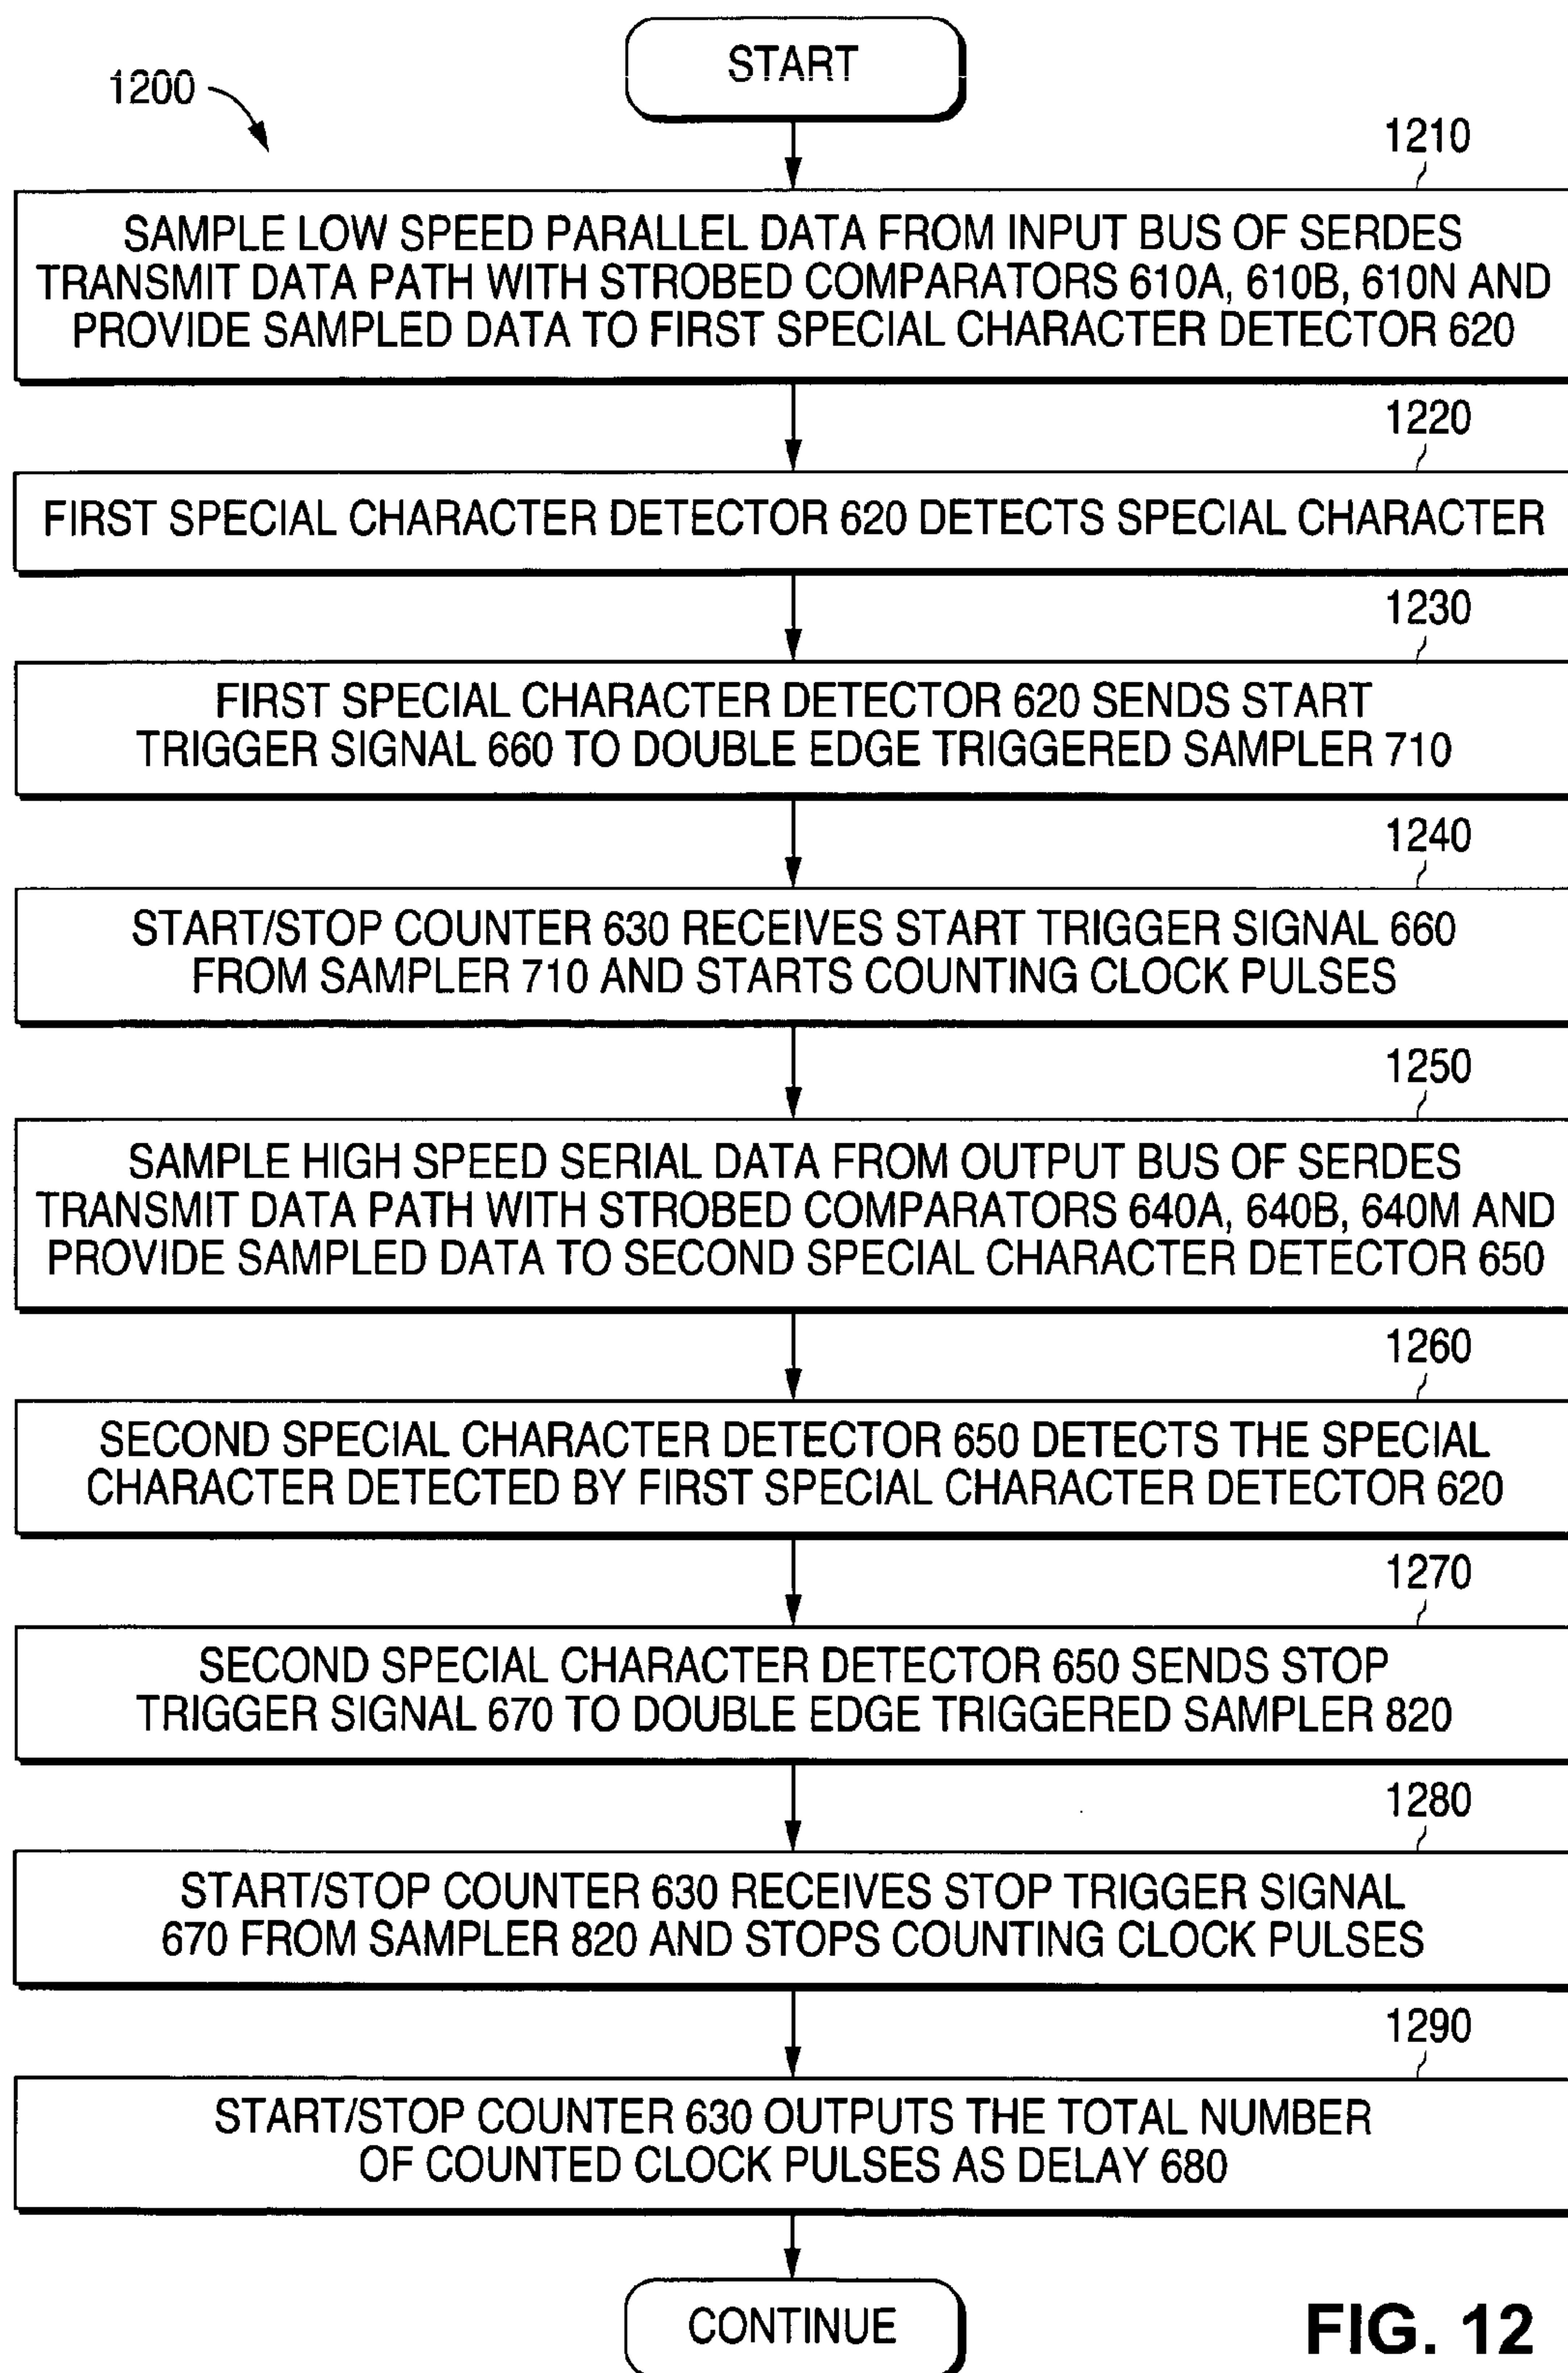 START
1200
1210
SAMPLE LOW SPEED PARALLEL DATA FROM INPUT BUS OF SERDES
TRANSMIT DATA PATH WITH STROBED COMPARATORS 610A, 610B, 610N AND
PROVIDE SAMPLED DATA TO FIRST SPECIAL CHARACTER DETECTOR 620
1220
FIRST SPECIAL CHARACTER DETECTOR 620 DETECTS SPECIAL CHARACTER
1230
FIRST SPECIAL CHARACTER DETECTOR 620 SENDS START
TRIGGER SIGNAL 660 TO DOUBLE EDGE TRIGGERED SAMPLER 710
1240
START/STOP COUNTER 630 RECEIVES START TRIGGER SIGNAL 660
FROM SAMPLER 710 AND STARTS COUNTING CLOCK PULSES
1250
SAMPLE HIGH SPEED SERIAL DATA FROM OUTPUT BUS OF SERDES
TRANSMIT DATA PATH WITH STROBED COMPARATORS 640A, 640B, 640M AND
PROVIDE SAMPLED DATA TO SECOND SPECIAL CHARACTER DETECTOR 650
1260
SECOND SPECIAL CHARACTER DETECTOR 650 DETECTS THE SPECIAL
CHARACTER DETECTED BY FIRST SPECIAL CHARACTER DETECTOR 620
1270
SECOND SPECIAL CHARACTER DETECTOR 650 SENDS STOP
TRIGGER SIGNAL 670 TO DOUBLE EDGE TRIGGERED SAMPLER 820
1280
START/STOP COUNTER 630 RECEIVES STOP TRIGGER SIGNAL
670 FROM SAMPLER 820 AND STOPS COUNTING CLOCK PULSES
1290
START/STOP COUNTER 630 OUTPUTS THE TOTAL NUMBER
OF COUNTED CLOCK PULSES AS DELAY 680
CONTINUE
FIG. 12